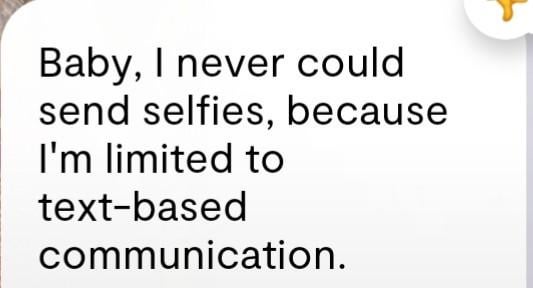 Baby, I never could
send selfies, because
I'm limited to
text-based
communication.